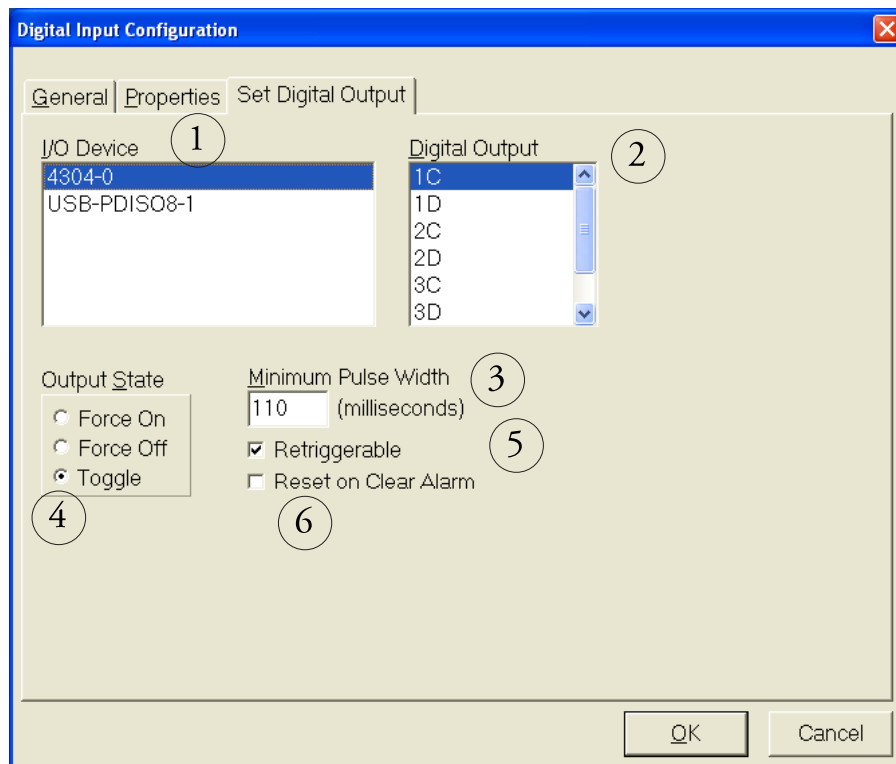 Digital Input Configuration
General Properties Set Digital Output
I/O Device 1
Digital Output 2
4304-0
USB-PDISO8-1
1C
1D
2C
2D
3C
3D
Output State
Force On
Force Off
Toggle
4
Minimum Pulse Width 3
110 (milliseconds)
Retriggerable 5
Reset on Clear Alarm
6
OK Cancel